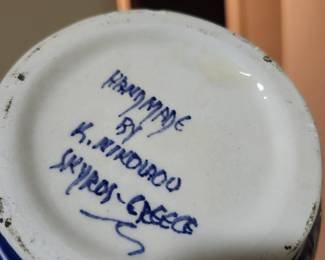 HANDMADE
BY
K. NIKOLAOU
SKYROS-GREECE